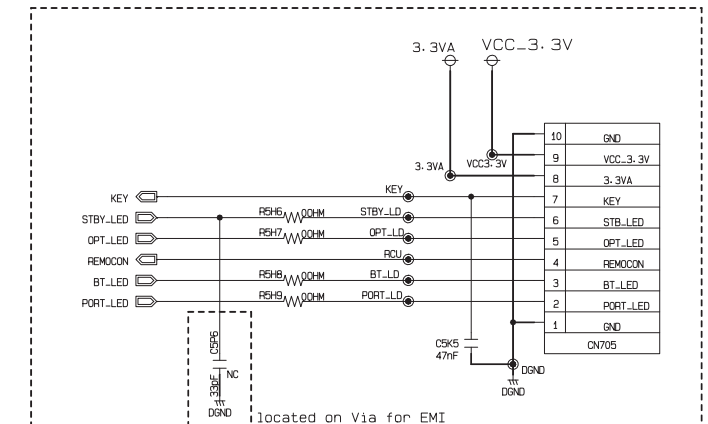 3.3VA VCC_3.3V
10 GND
3.3VA VCC3.3V 9 VCC_3.3V
8 3.3VA
KEY KEY 7 KEY
STBY_LED R5H6 0OHM STBY_LD 6 STB_LED
OPT_LED R5H7 0OHM OPT_LD 5 OPT_LED
REMOCON RCU 4 REMOCON
BT_LED R5H8 0OHM BT_LD 3 BT_LED
PORT_LED R5H9 0OHM PORT_LD 2 PORT_LED
1 GND
CN705
C5P6
33pF
NC
DGND
C5K5
47nF
DGND
DGND
located on Via for EMI